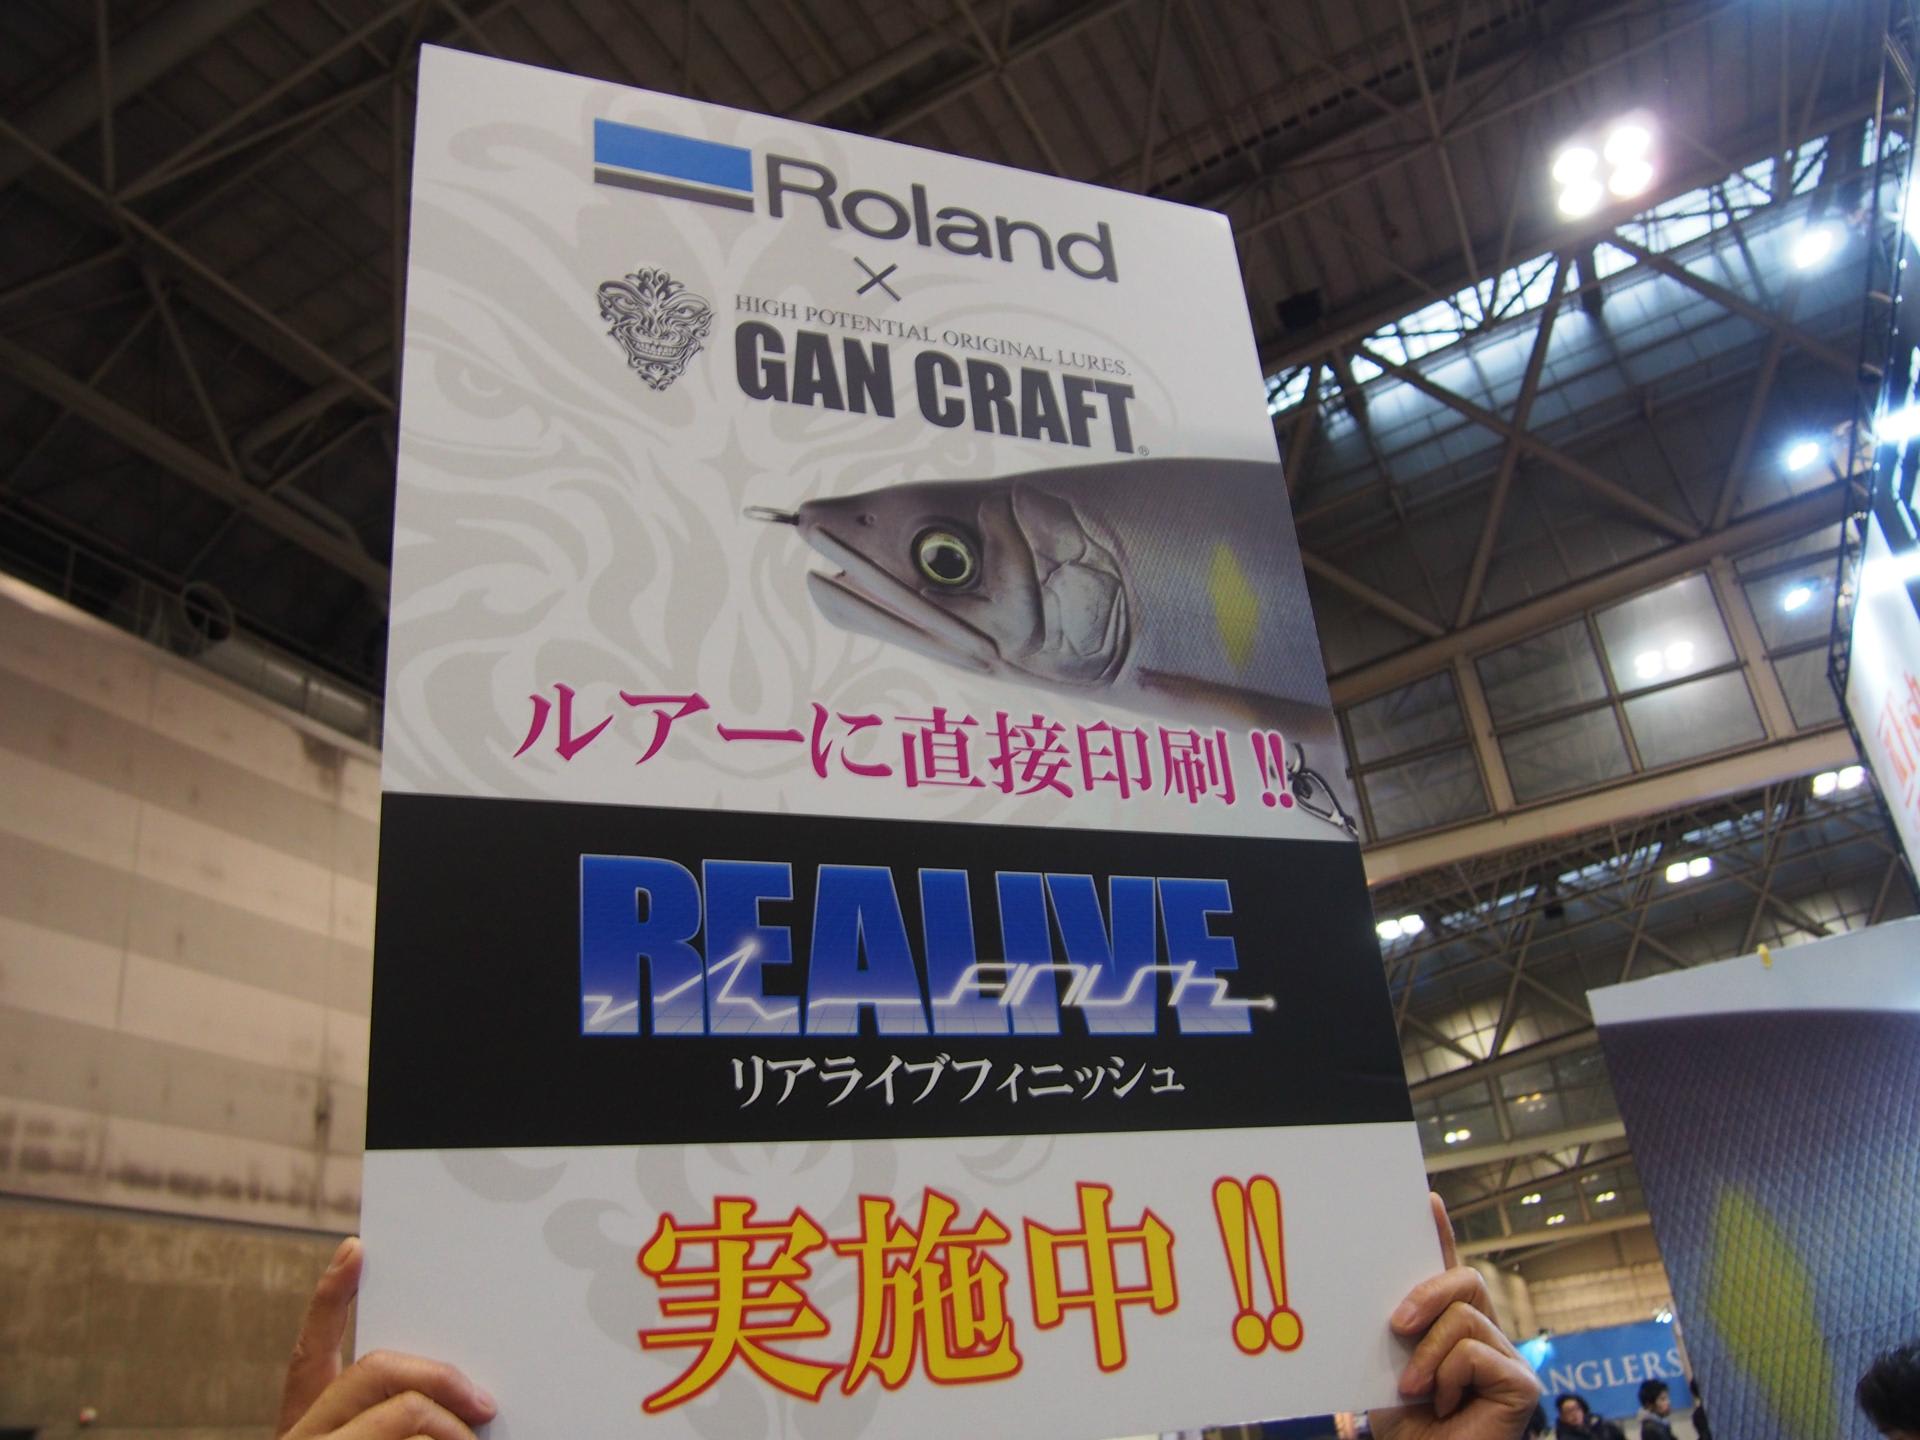 Roland
×
HIGH POTENTIAL ORIGINAL LURES.
GAN CRAFT®
ルアーに直接印刷!!
REALIVE
Finish
リアライブフィニッシュ
実施中!!
ANGLERS